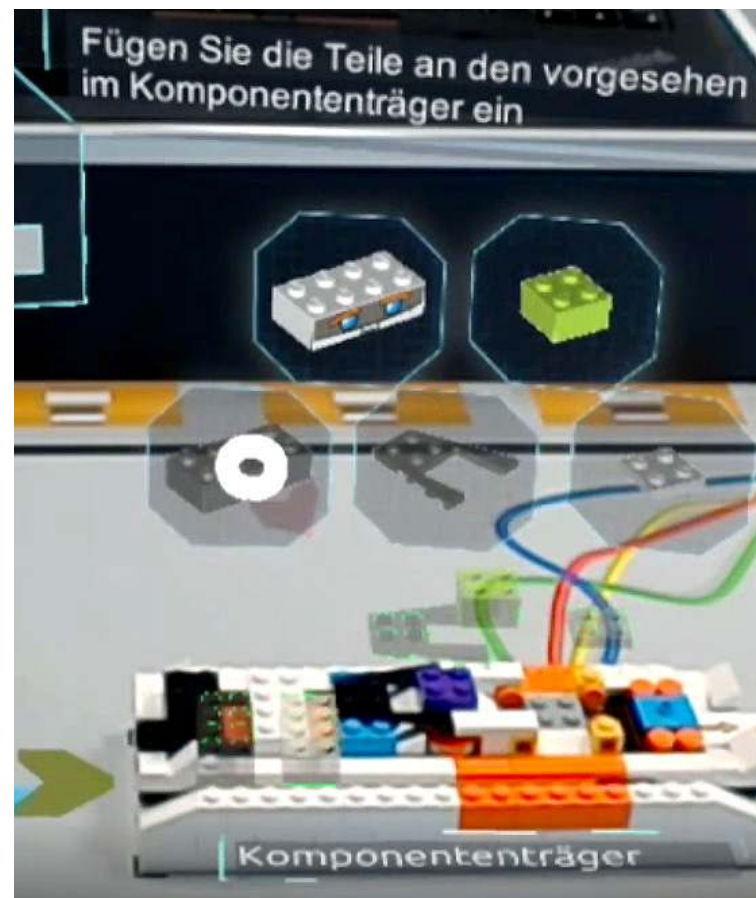 Fügen Sie die Teile an den vorgesehen
im Komponententräger ein
Komponententräger